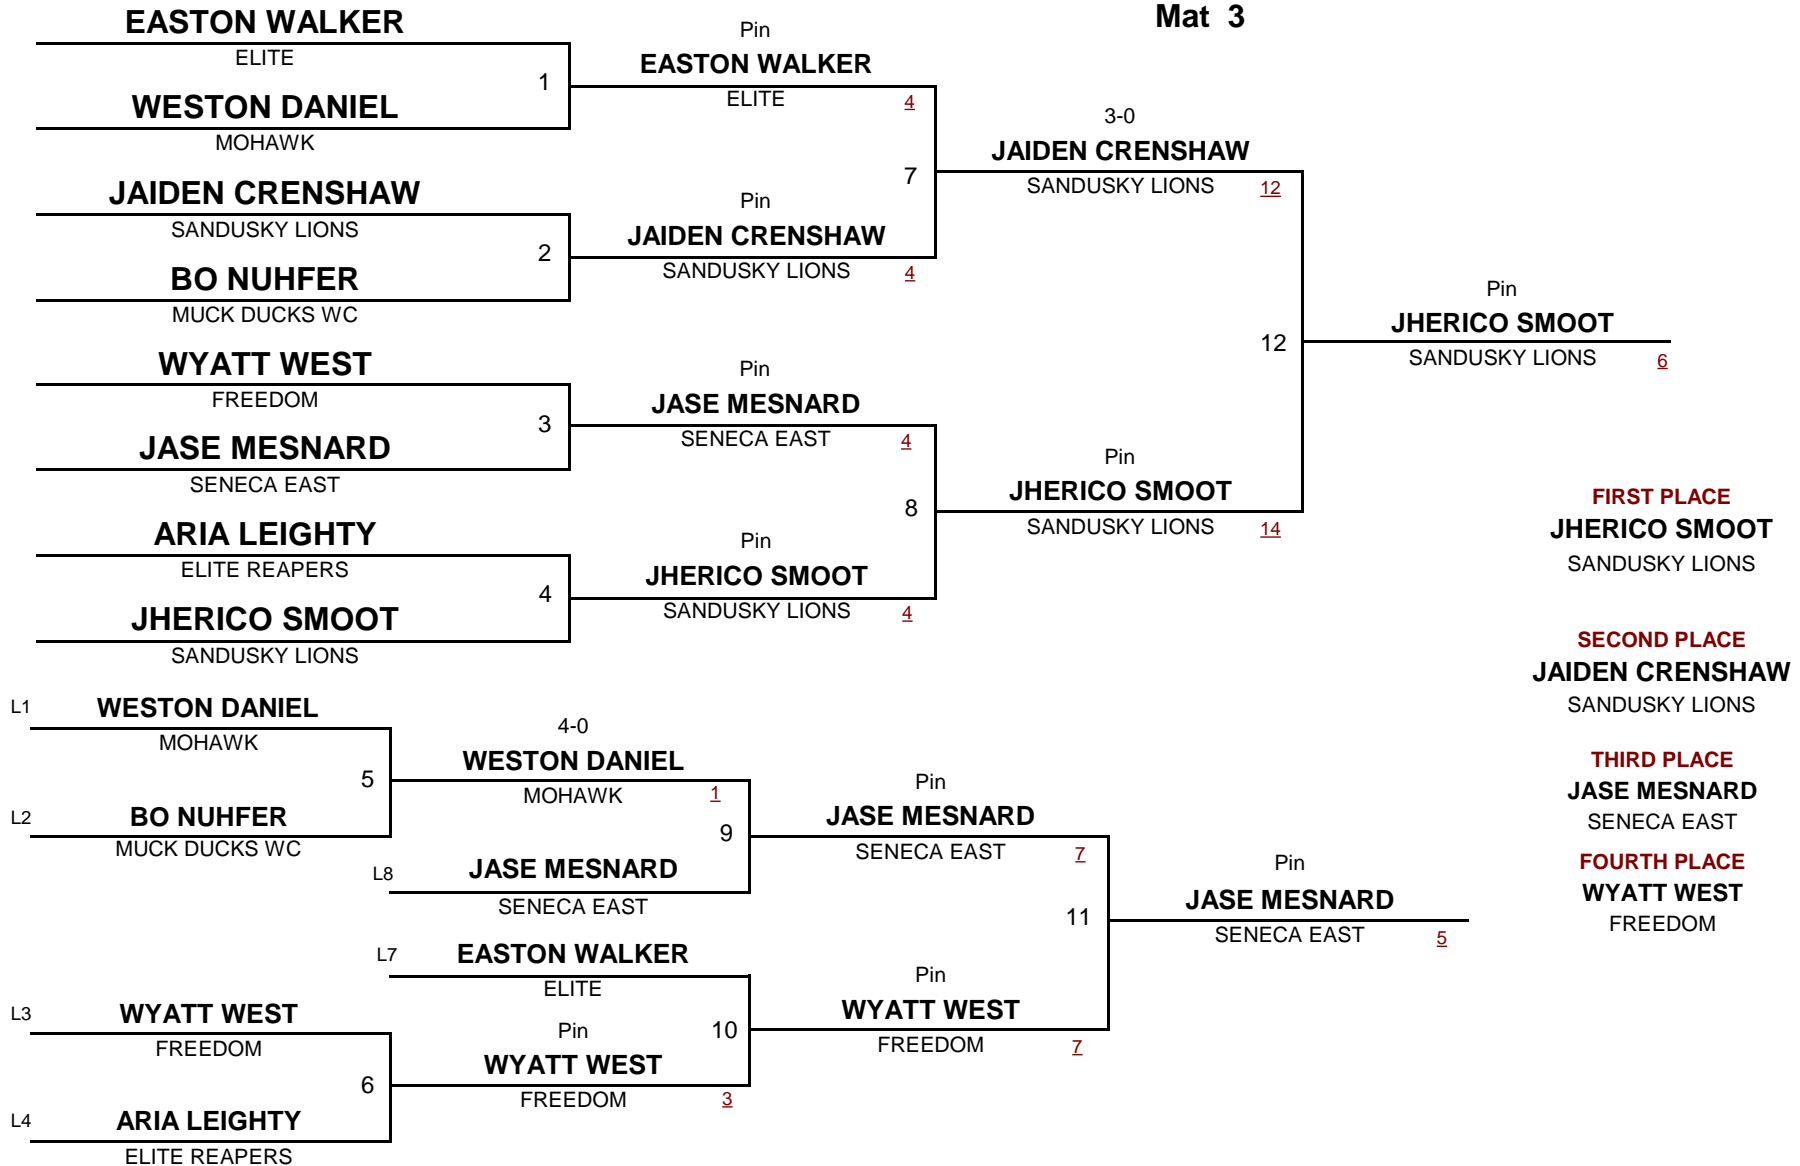 Mat 3
EASTON WALKER
ELITE
1
WESTON DANIEL
MOHAWK
JAIDEN CRENSHAW
SANDUSKY LIONS
2
BO NUHFER
MUCK DUCKS WC
WYATT WEST
FREEDOM
3
JASE MESNARD
SENECA EAST
ARIA LEIGHTY
ELITE REAPERS
4
JHERICO SMOOT
SANDUSKY LIONS
Pin
EASTON WALKER
ELITE 4
7
Pin
JAIDEN CRENSHAW
SANDUSKY LIONS 4
Pin
JASE MESNARD
SENECA EAST 4
8
Pin
JHERICO SMOOT
SANDUSKY LIONS 4
3-0
JAIDEN CRENSHAW
SANDUSKY LIONS 12
12
Pin
JHERICO SMOOT
SANDUSKY LIONS 14
Pin
JHERICO SMOOT
SANDUSKY LIONS 6
FIRST PLACE
JHERICO SMOOT
SANDUSKY LIONS
SECOND PLACE
JAIDEN CRENSHAW
SANDUSKY LIONS
THIRD PLACE
JASE MESNARD
SENECA EAST
FOURTH PLACE
WYATT WEST
FREEDOM
L1 WESTON DANIEL
MOHAWK
5
L2 BO NUHFER
MUCK DUCKS WC
4-0
WESTON DANIEL
MOHAWK 1
9
L8 JASE MESNARD
SENECA EAST
L7 EASTON WALKER
ELITE
10
L3 WYATT WEST
FREEDOM
6
L4 ARIA LEIGHTY
ELITE REAPERS
Pin
WYATT WEST
FREEDOM 3
Pin
JASE MESNARD
SENECA EAST 7
11
Pin
WYATT WEST
FREEDOM 7
Pin
JASE MESNARD
SENECA EAST 5